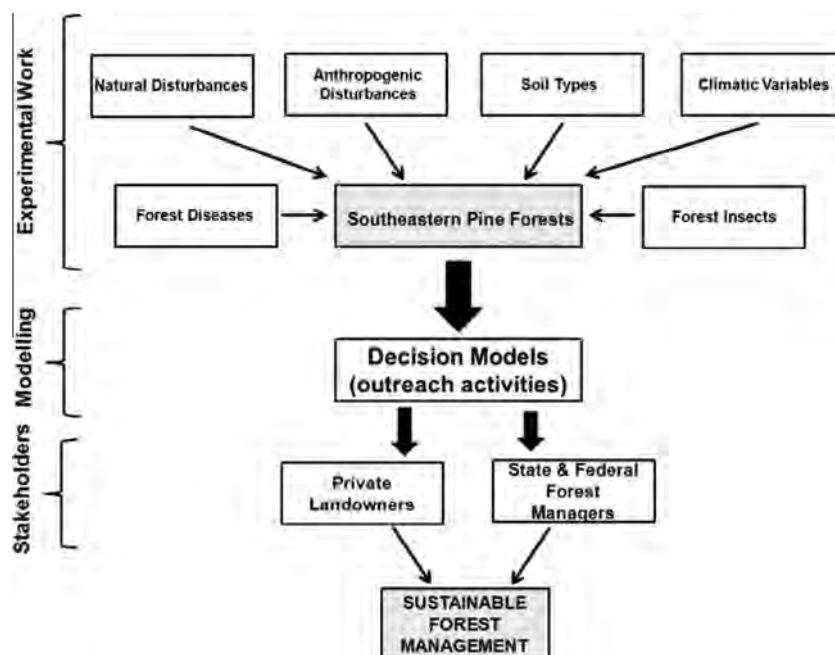 Experimental Work
Natural Disturbances
Anthropogenic
Disturbances
Soil Types
Climatic Variables
Forest Diseases
Southeastern Pine Forests
Forest Insects
Modelling
Decision Models
(outreach activities)
Stakeholders
Private
Landowners
State & Federal
Forest
Managers
SUSTAINABLE
FOREST
MANAGEMENT